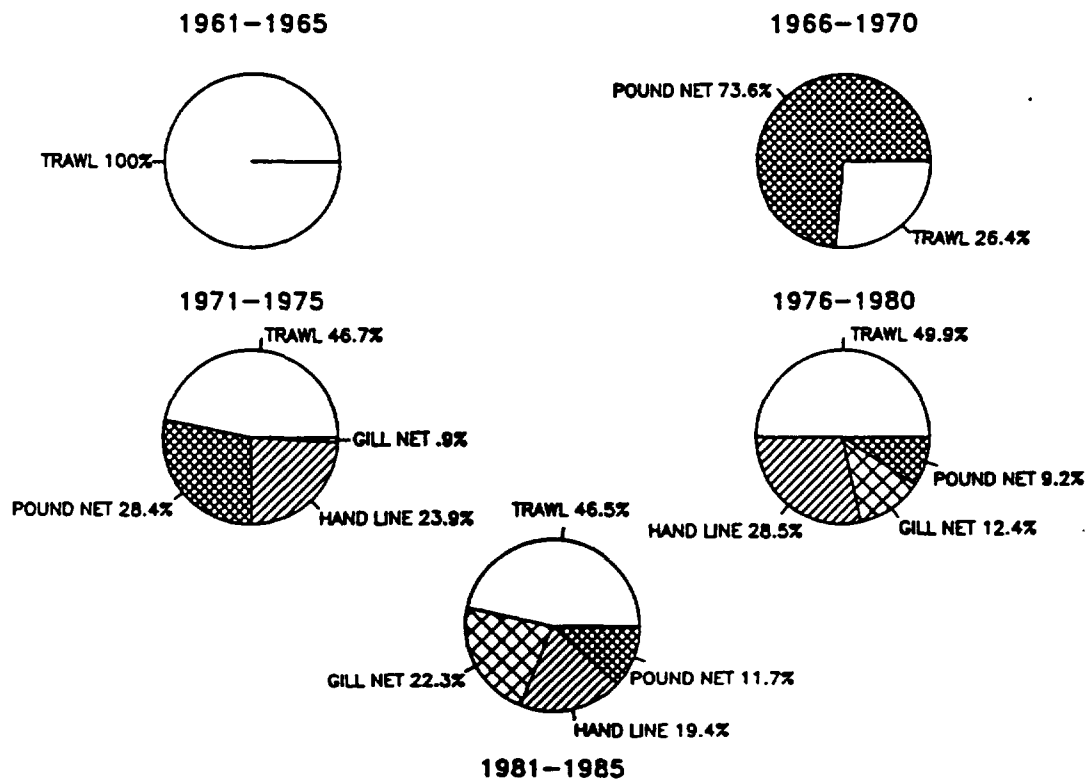 1961-1965
TRAWL 100%
1966-1970
POUND NET 73.6%
TRAWL 26.4%
1971-1975
TRAWL 46.7%
GILL NET .9%
POUND NET 28.4%
HAND LINE 23.9%
1976-1980
TRAWL 49.9%
POUND NET 9.2%
HAND LINE 28.5%
GILL NET 12.4%
TRAWL 46.5%
GILL NET 22.3%
POUND NET 11.7%
HAND LINE 19.4%
1981-1985